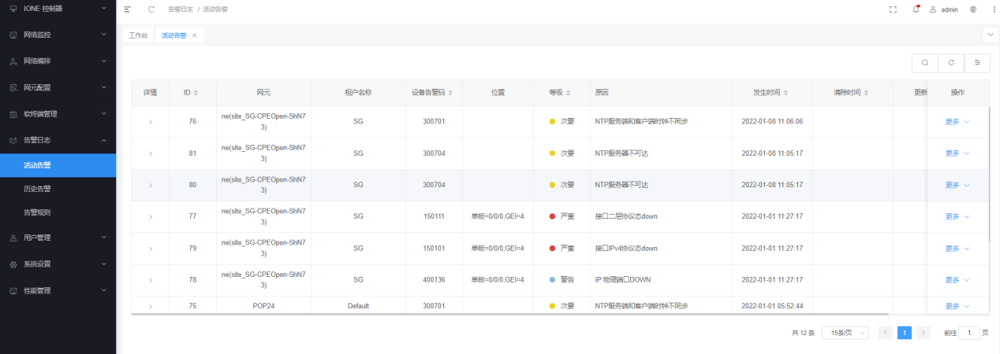 IONE 控制器
告警日志 / 活动告警
admin
网络监控
网络编排
网元配置
软终端管理
告警日志
活动告警
历史告警
告警规则
用户管理
系统设置
性能管理
工作台 活动告警 ×
详情 ID 网元 租户名称 设备告警码 位置 等级 原因 发生时间 清除时间 更新 操作
76 ne(site_SG-CPEOpen-ShN7 SG 300701 次要 NTP服务端和客户端时钟不同步 2022-01-08 11:06:06 更多
3)
81 ne(site_SG-CPEOpen-ShN7 SG 300704 次要 NTP服务器不可达 2022-01-08 11:05:17 更多
3)
80 ne(site_SG-CPEOpen-ShN7 SG 300704 次要 NTP服务器不可达 2022-01-08 11:05:17 更多
3)
77 ne(site_SG-CPEOpen-ShN7 SG 150111 单板=0/0/0,GEI=4 严重 接口二层协议态down 2022-01-01 11:27:17 更多
3)
79 ne(site_SG-CPEOpen-ShN7 SG 150101 单板=0/0/0,GEI=4 严重 接口IPv4协议态down 2022-01-01 11:27:17 更多
3)
78 ne(site_SG-CPEOpen-ShN7 SG 400136 单板=0/0/0,GEI=4 警告 IP 物理端口DOWN 2022-01-01 11:27:17 更多
3)
75 POP24 Default 300701 次要 NTP服务端和客户端时钟不同步 2022-01-01 05:52:44 更多
共 12 条 15条/页 1 前往 1 页